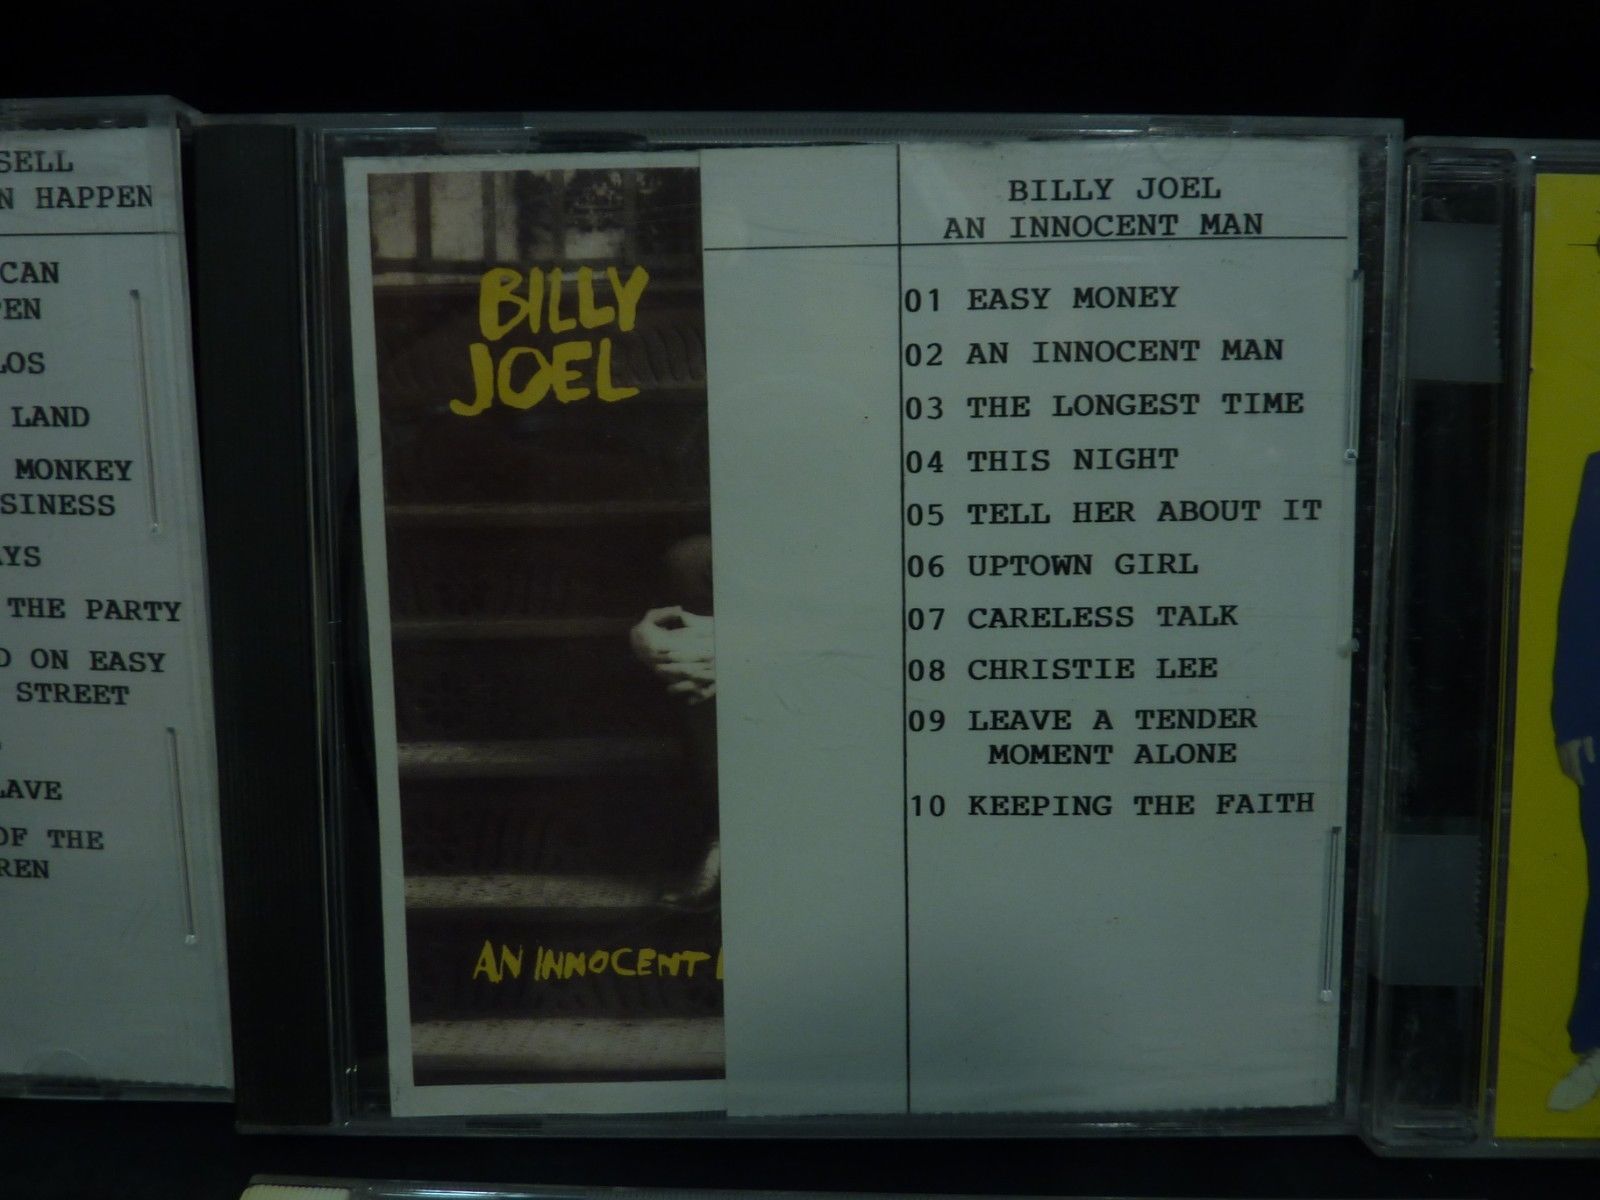 SELL
N HAPPEN
CAN
PEN
LOS
LAND
MONKEY
SINESS
AYS
THE PARTY
D ON EASY
STREET
LAVE
OF THE
REN
BILLY
JOEL
AN INNOCENT
BILLY JOEL
AN INNOCENT MAN
01 EASY MONEY
02 AN INNOCENT MAN
03 THE LONGEST TIME
04 THIS NIGHT
05 TELL HER ABOUT IT
06 UPTOWN GIRL
07 CARELESS TALK
08 CHRISTIE LEE
09 LEAVE A TENDER
MOMENT ALONE
10 KEEPING THE FAITH